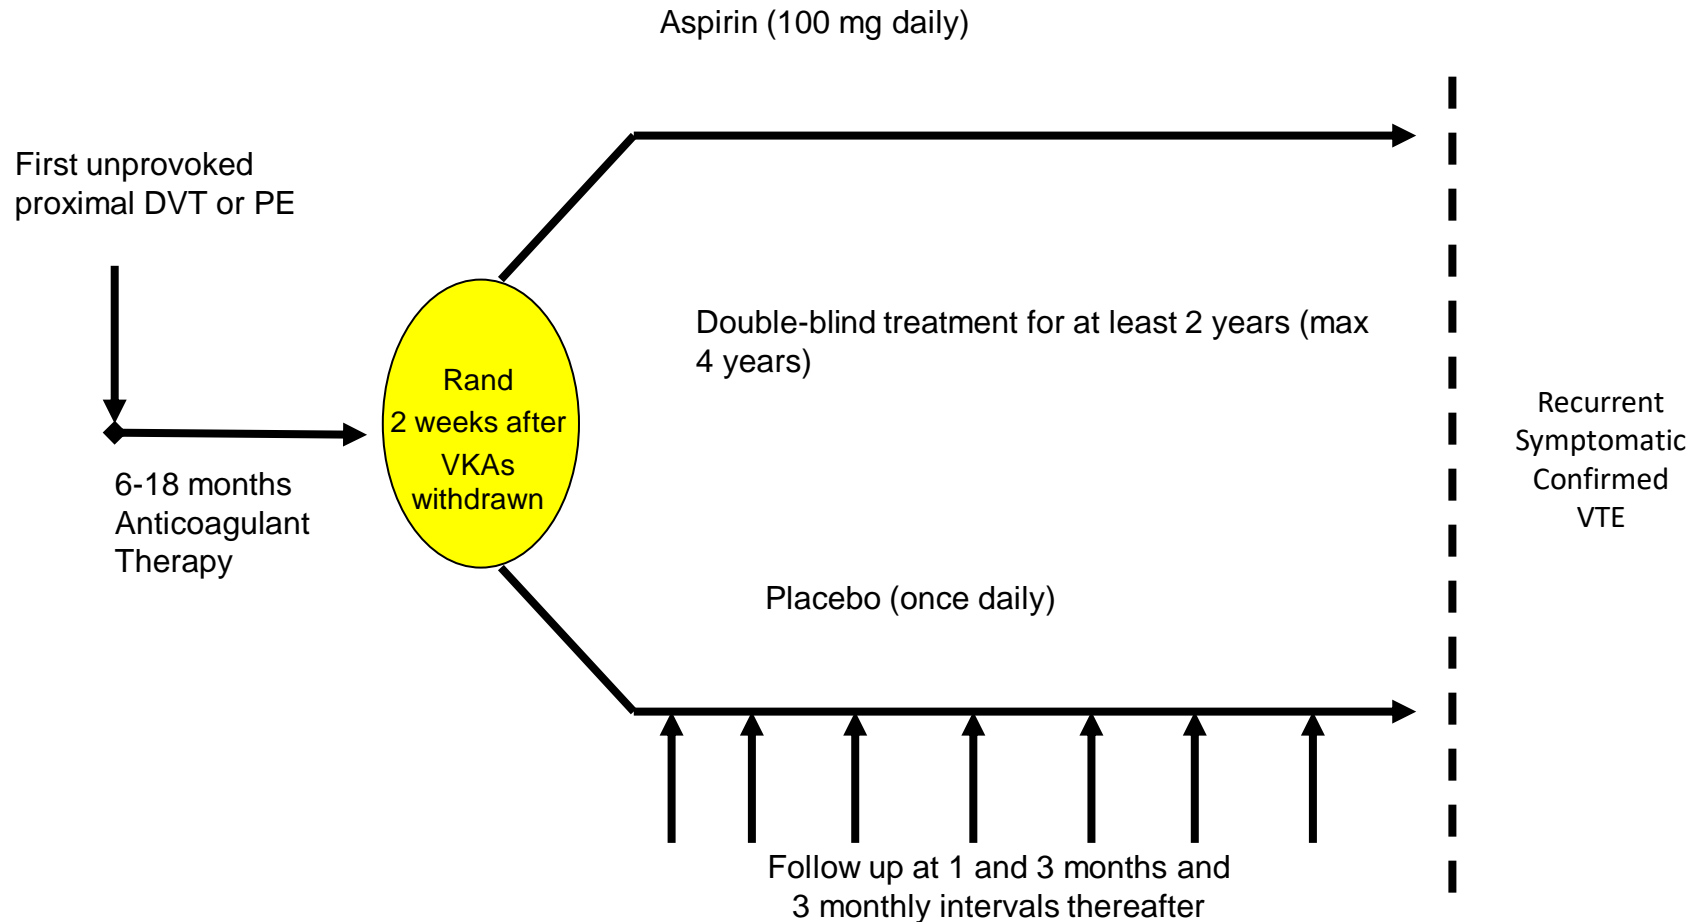 Aspirin (100 mg daily)
First unprovoked
proximal DVT or PE
Double-blind treatment for at least 2 years (max
4 years)
Rand
2 weeks after
VKAs
withdrawn
6-18 months
Anticoagulant
Therapy
Recurrent
Symptomatic
Confirmed
VTE
Placebo (once daily)
Follow up at 1 and 3 months and
3 monthly intervals thereafter